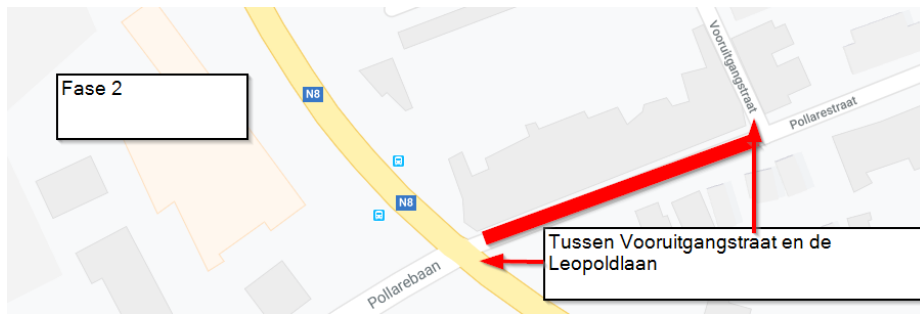 Fase 2
N8
N8
Vooruitgangstraat
Pollarestraat
Tussen Vooruitgangstraat en de
Leopoldlaan
Pollarebaan